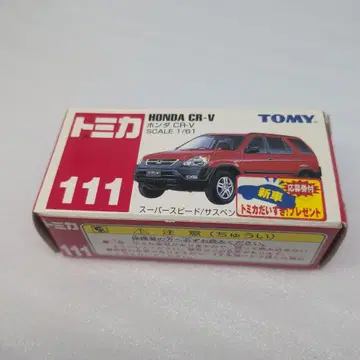 トミカ
111
HONDA CR-V
ホンダ CR-V
SCALE 1/61
TOMY
新車
応募券付
トミカだいすき!プレゼント
スーパースピード/サスペン
111
注意(ちゅうい)